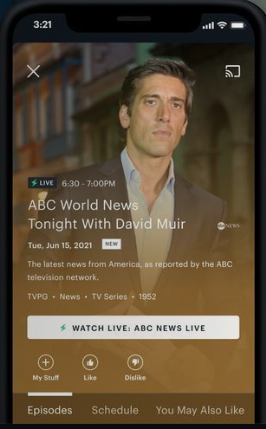 3:21
LIVE 6:30 - 7:00PM
ABC World News
Tonight With David Muir
abc NEWS
Tue, Jun 15, 2021 NEW
The latest news from America, as reported by the ABC
television network.
TVPG • News • TV Series • 1952
WATCH LIVE: ABC NEWS LIVE
My Stuff Like Dislike
Episodes Schedule You May Also Like